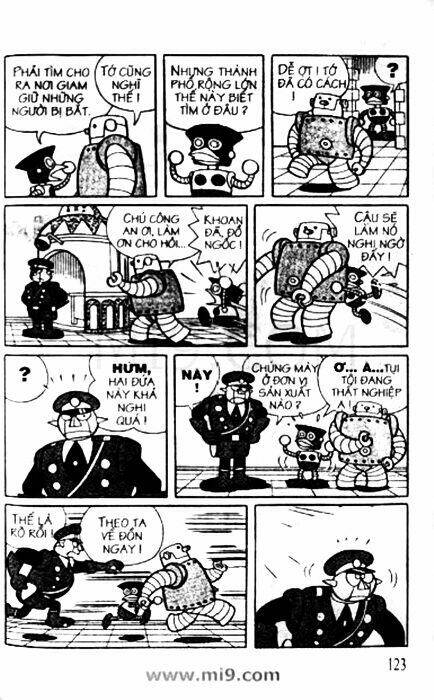 PHẢI TÌM CHO
RA NƠI GIAM
GIỮ NHỮNG
NGƯỜI BỊ BẮT.
TỚ CŨNG
NGHĨ
THẾ !
NHƯNG THÀNH
PHỐ RỘNG LỚN
THẾ NÀY BIẾT
TÌM Ở ĐÂU ?
DỄ ỢT ! TỚ
ĐÃ CÓ CÁCH
!
?
CHÚ CÔNG
AN ƠI, LÀM
ƠN CHO HỎI...
KHOAN
ĐÃ, ĐỒ
NGỐC !
CẬU SẼ
LÀM NÓ
NGHI NGỜ
ĐẤY !
?
HỪM,
HAI ĐỨA
NÀY KHẢ
NGHI
QUÁ !
NÀY
!
CHÚNG MÀY
Ở ĐƠN VỊ
SẢN XUẤT
NÀO ?
Ơ... A...TỤI
TÔI ĐANG
THẤT NGHIỆP
Ạ !
THẾ LÀ
RÕ RỒI !
THEO TA
VỀ ĐỒN
NGAY !
123
www.mi9.com